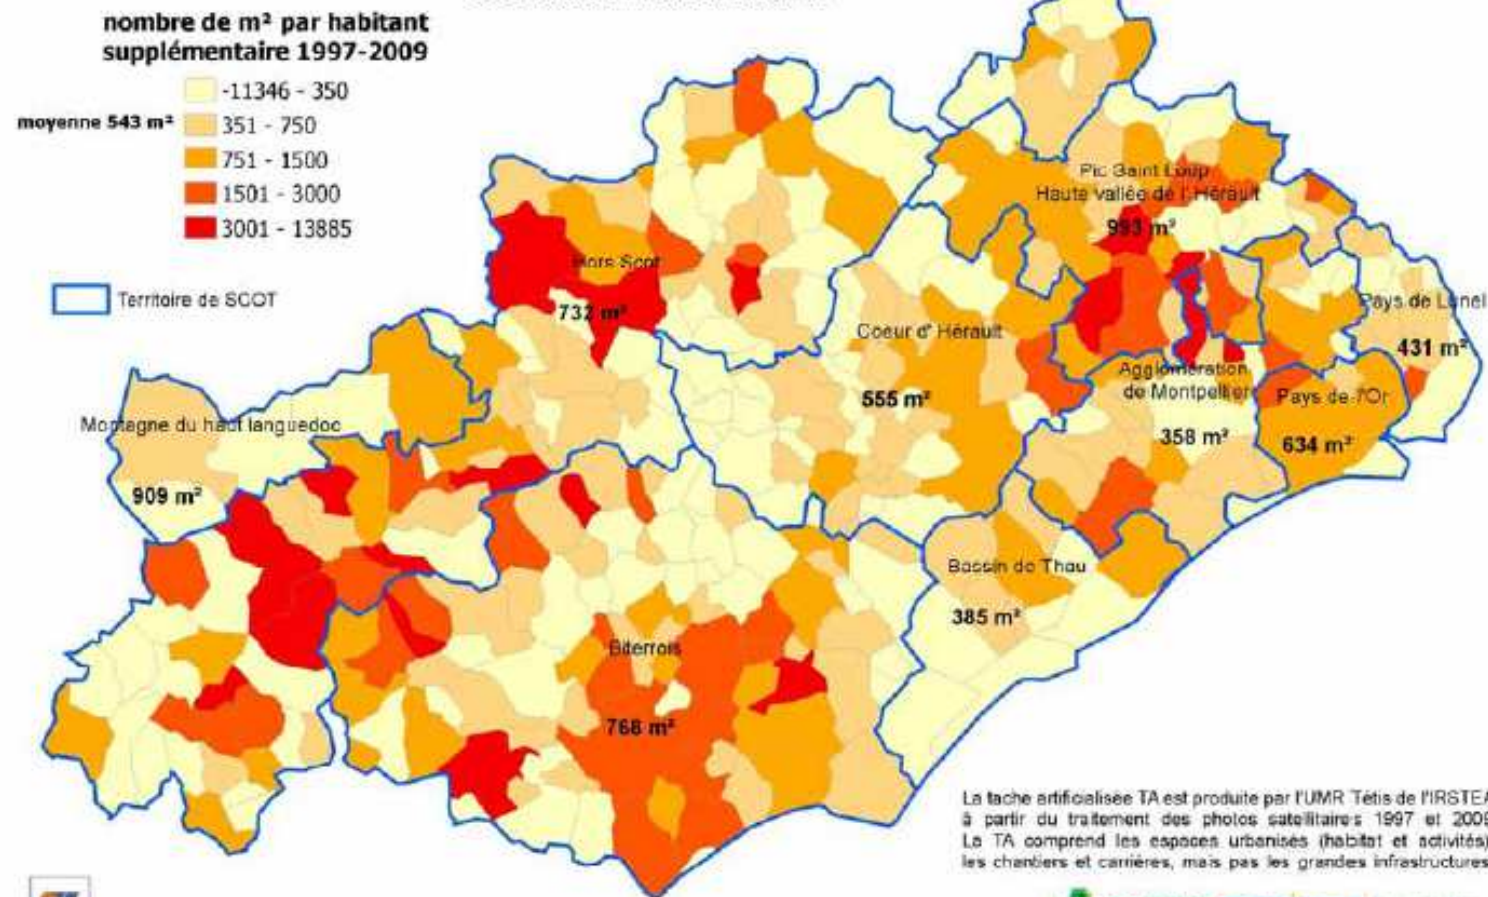 nombre de m² par habitant
supplémentaire 1997-2009
-11346 - 350
moyenne 543 m²
351 - 750
751 - 1500
1501 - 3000
3001 - 13885
Territoire de SCOT
Pic Saint Loup
Haute vallée de l'Hérault
993 m²
Hors Scot
732 m²
Pays de Lunel
431 m²
Coeur d'Hérault
555 m²
Agglomération
de Montpellier
358 m²
Pays de l'Or
634 m²
Montagne du haut languedoc
909 m²
Bassin de Thau
385 m²
Biterrois
768 m²
La tache artificialisée TA est produite par l'UMR Tétis de l'IRSTEA
à partir du traitement des photos satellitaires 1997 et 2009
La TA comprend les espaces urbanisés (habitat et activités)
les chantiers et carrières, mais pas les grandes infrastructures